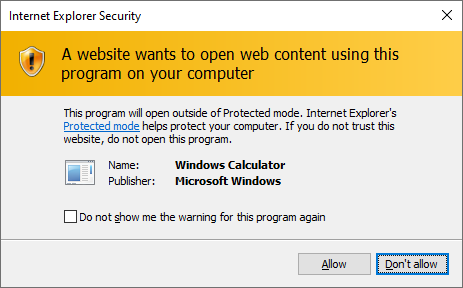 Internet Explorer Security
A website wants to open web content using this
program on your computer
This program will open outside of Protected mode. Internet Explorer's
Protected mode helps protect your computer. If you do not trust this
website, do not open this program.
Name: Windows Calculator
Publisher: Microsoft Windows
Do not show me the warning for this program again
Allow Don't allow